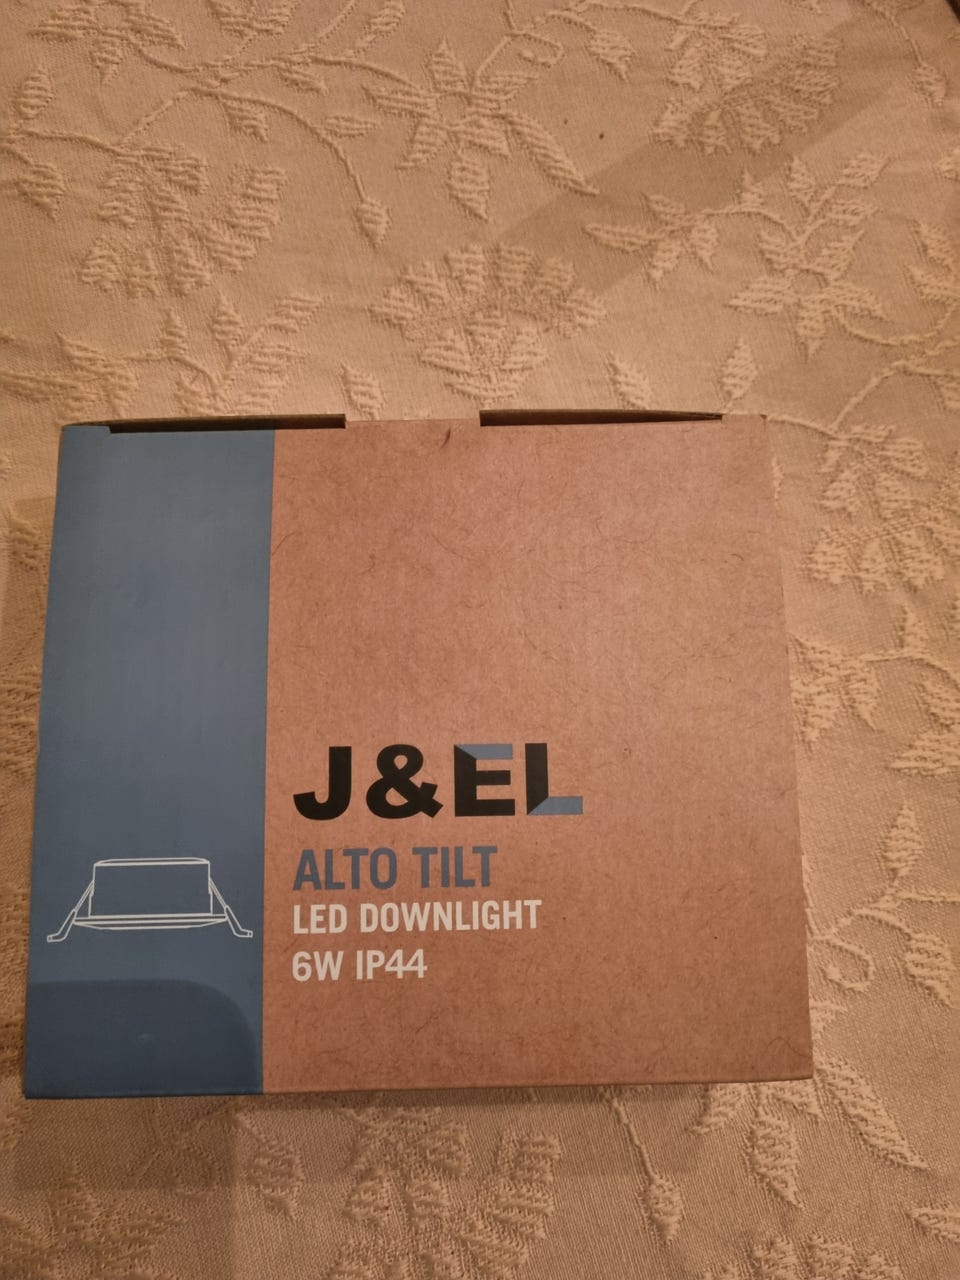 J&EL
ALTO TILT
LED DOWNLIGHT
6W IP44